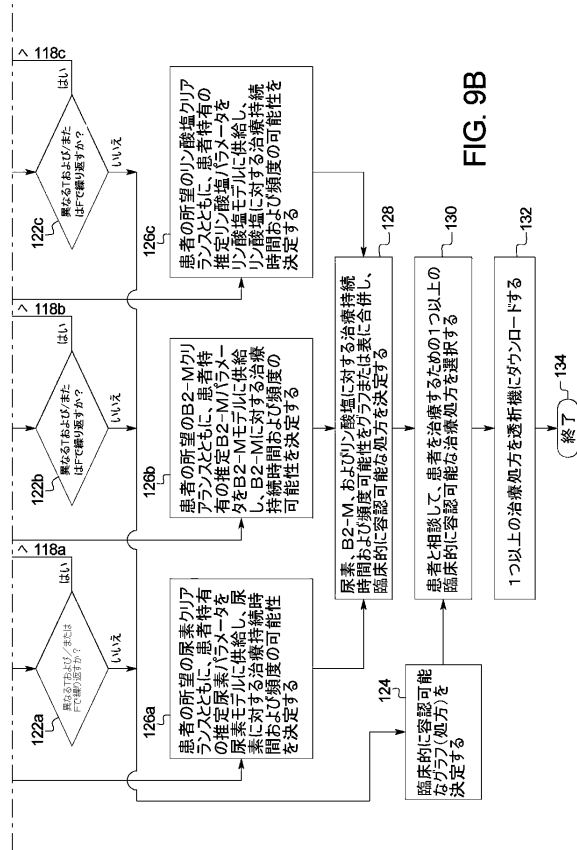 へ 118a
はい
異なるTおよび/または
Fで繰り返すか?
122a
いいえ
へ 118b
はい
異なるTおよび/また
はFで繰り返すか?
122b
いいえ
へ 118c
はい
異なるTおよび/また
はFで繰り返すか?
122c
いいえ
126a
患者の所望の尿素クリア
ランスとともに、患者特有
の推定尿素パラメータを
尿素モデルに供給し、尿
素に対する治療持続時
間および頻度の可能性
を決定する
126b
患者の所望のB2-Mクリ
アランスとともに、患者特
有の推定B2-Mパラメー
タをB2-Mモデルに供給
し、B2-Mに対する治療
持続時間および頻度の
可能性を決定する
126c
患者の所望のリン酸塩クリア
ランスとともに、患者特有の
推定リン酸塩パラメータを
リン酸塩モデルに供給し、
リン酸塩に対する治療持続
時間および頻度の可能性を
決定する
尿素、B2-M、およびリン酸塩に対する治療持続
時間および頻度可能性をグラフまたは表に合併し、
臨床的に容認可能な処方を決定する
128
124
臨床的に容認可能
なグラフ(処方)を
決定する
患者と相談して、患者を治療するための1つ以上の
臨床的に容認可能な治療処方を選択する
130
1つ以上の治療処方を透析機にダウンロードする
132
終了
134
FIG. 9B